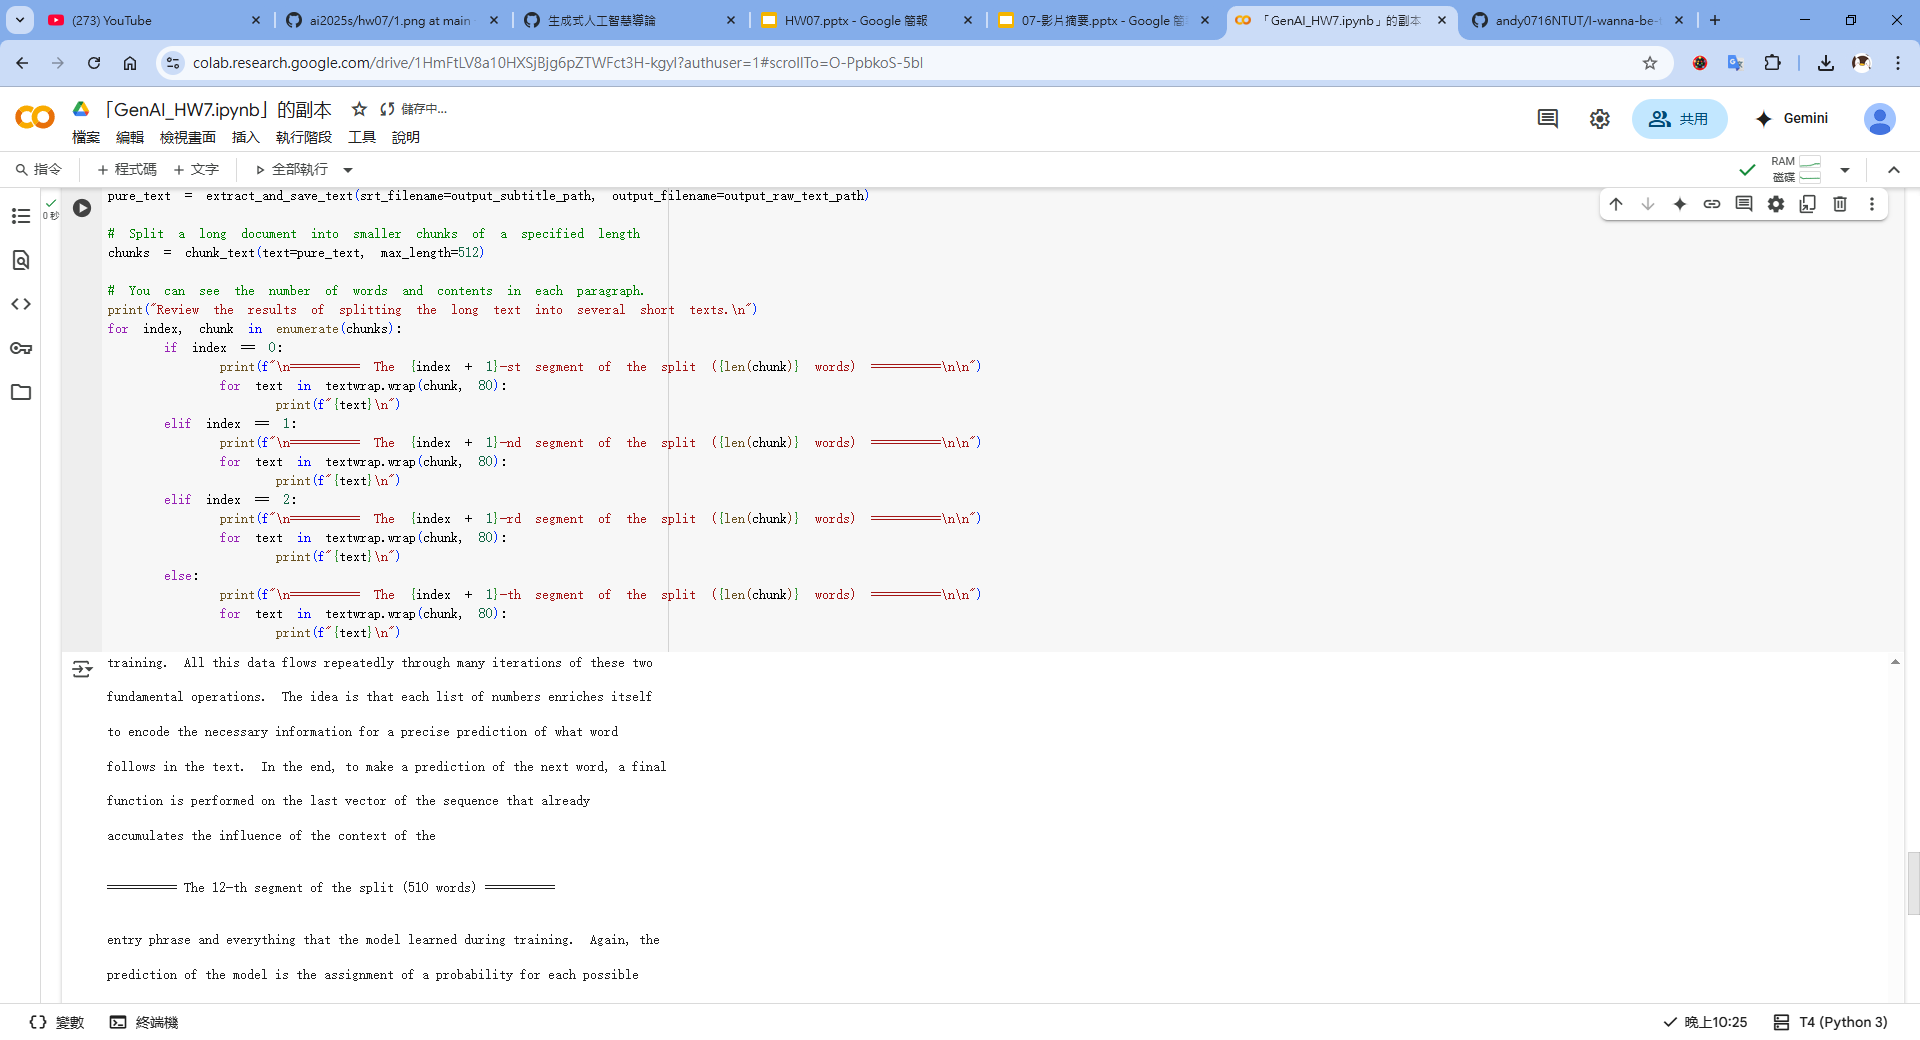 (273) YouTube
ai2025s/hw07/1.png at main
生成式人工智慧導論
HW07.pptx - Google 簡報
07-影片摘要.pptx - Google 簡
「GenAI_HW7.ipynb」的副本
andy0716NTUT/I-wanna-be-
colab.research.google.com/drive/1HmFtLV8a10HXSjBjg6pZTWFct3H-kgyI?authuser=1#scrollTo=O-PpbkoS-5bI
「GenAI_HW7.ipynb」的副本 儲存中...
檔案 編輯 檢視畫面 插入 執行階段 工具 說明
共用 Gemini
指令 + 程式碼 + 文字 全部執行
RAM
磁碟
0 秒
pure_text = extract_and_save_text(srt_filename=output_subtitle_path, output_filename=output_raw_text_path)
# Split a long document into smaller chunks of a specified length
chunks = chunk_text(text=pure_text, max_length=512)
# You can see the number of words and contents in each paragraph.
print("Review the results of splitting the long text into several short texts.\n")
for index, chunk in enumerate(chunks):
if index == 0:
print(f"\n========== The {index + 1}-st segment of the split ({len(chunk)} words) ==========\n\n")
for text in textwrap.wrap(chunk, 80):
print(f"{text}\n")
elif index == 1:
print(f"\n========== The {index + 1}-nd segment of the split ({len(chunk)} words) ==========\n\n")
for text in textwrap.wrap(chunk, 80):
print(f"{text}\n")
elif index == 2:
print(f"\n========== The {index + 1}-rd segment of the split ({len(chunk)} words) ==========\n\n")
for text in textwrap.wrap(chunk, 80):
print(f"{text}\n")
else:
print(f"\n========== The {index + 1}-th segment of the split ({len(chunk)} words) ==========\n\n")
for text in textwrap.wrap(chunk, 80):
print(f"{text}\n")
training. All this data flows repeatedly through many iterations of these two
fundamental operations. The idea is that each list of numbers enriches itself
to encode the necessary information for a precise prediction of what word
follows in the text. In the end, to make a prediction of the next word, a final
function is performed on the last vector of the sequence that already
accumulates the influence of the context of the
========== The 12-th segment of the split (510 words) ==========
entry phrase and everything that the model learned during training. Again, the
prediction of the model is the assignment of a probability for each possible
變數 終端機
晚上10:25 T4 (Python 3)